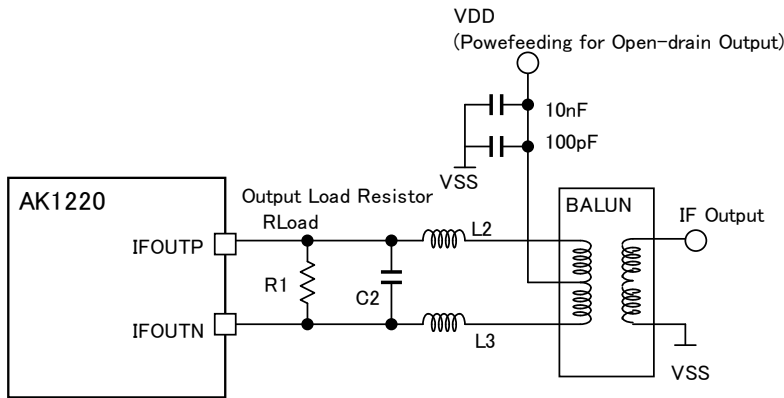 VDD
(Powefeeding for Open-drain Output)
10nF
100pF
VSS
AK1220
Output Load Resistor
RLoad
BALUN
IF Output
L2
IFOUTP
R1
C2
IFOUTN
L3
VSS